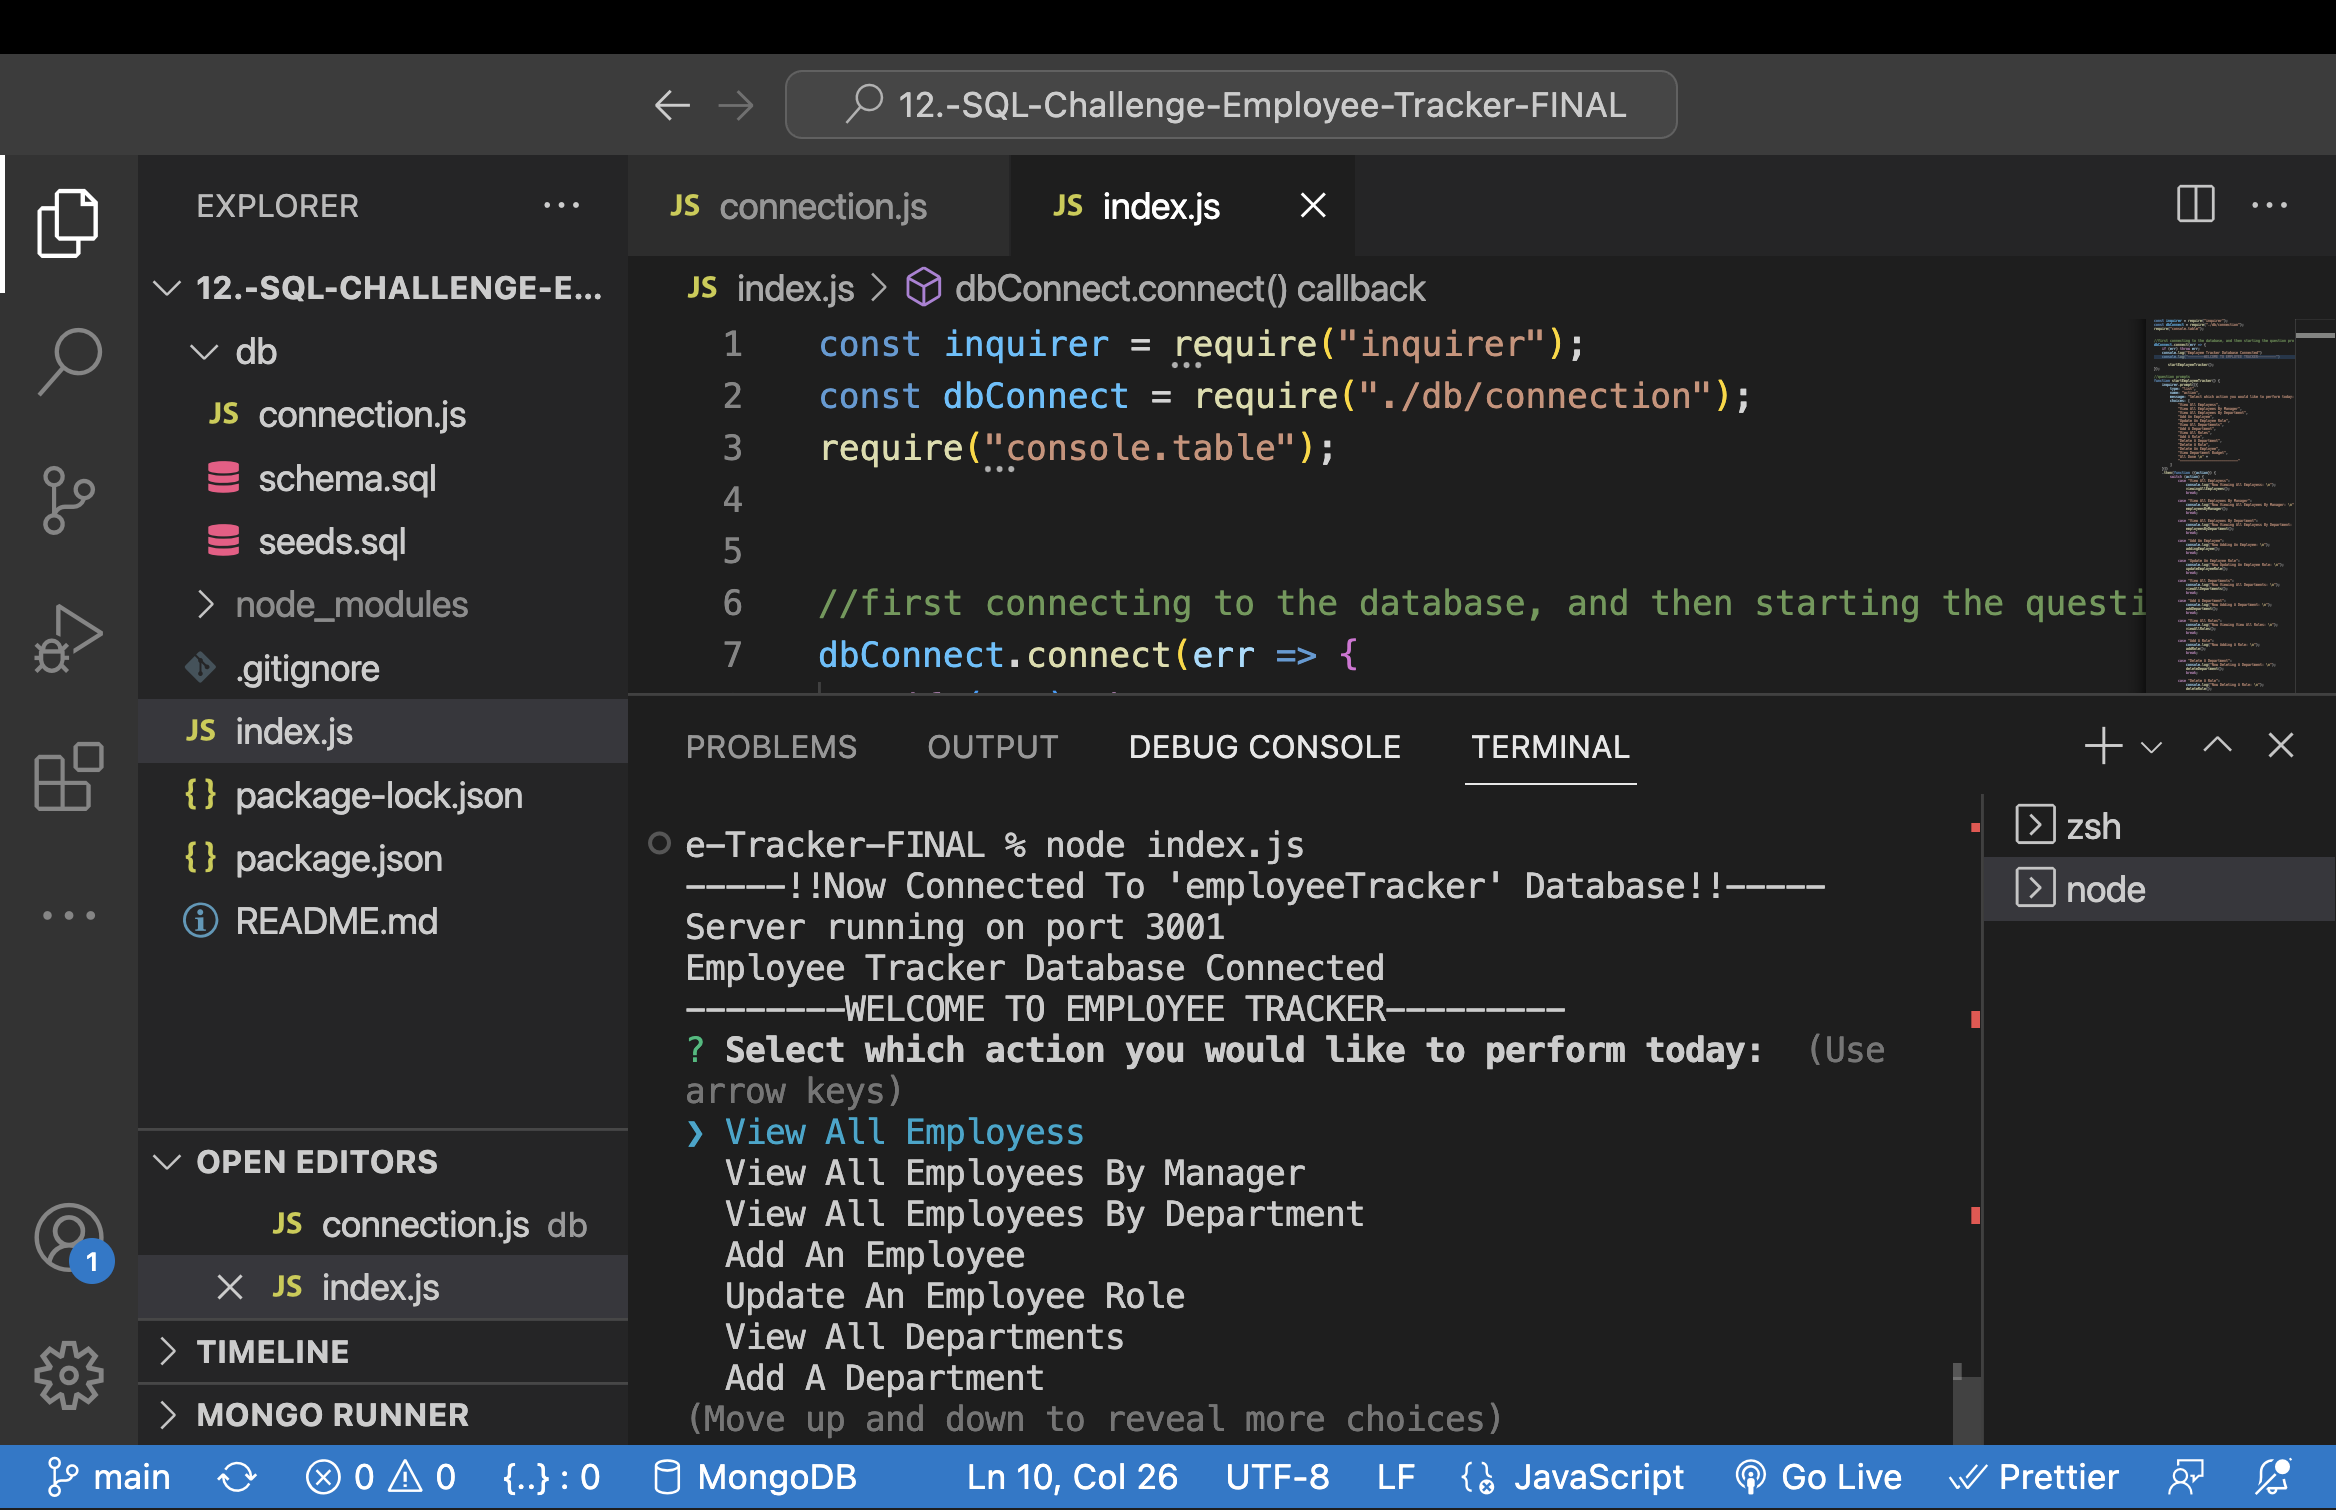 12.-SQL-Challenge-Employee-Tracker-FINAL
EXPLORER
12.-SQL-CHALLENGE-E...
db
JS connection.js
schema.sql
seeds.sql
node_modules
.gitignore
JS index.js
{} package-lock.json
{} package.json
README.md
OPEN EDITORS
JS connection.js db
JS index.js
TIMELINE
MONGO RUNNER
1
JS connection.js
JS index.js
JS index.js > dbConnect.connect() callback
1 const inquirer = require("inquirer");
2 const dbConnect = require("./db/connection");
3 require("console.table");
4
5
6 //first connecting to the database, and then starting the questi
7 dbConnect.connect(err => {
PROBLEMS OUTPUT DEBUG CONSOLE TERMINAL
zsh
node
e-Tracker-FINAL % node index.js
-----!!Now Connected To 'employeeTracker' Database!!-----
Server running on port 3001
Employee Tracker Database Connected
--------WELCOME TO EMPLOYEE TRACKER---------
? Select which action you would like to perform today: (Use
arrow keys)
❯ View All Employess
View All Employees By Manager
View All Employees By Department
Add An Employee
Update An Employee Role
View All Departments
Add A Department
(Move up and down to reveal more choices)
main 0 0 {..} : 0 MongoDB Ln 10, Col 26 UTF-8 LF JavaScript Go Live Prettier